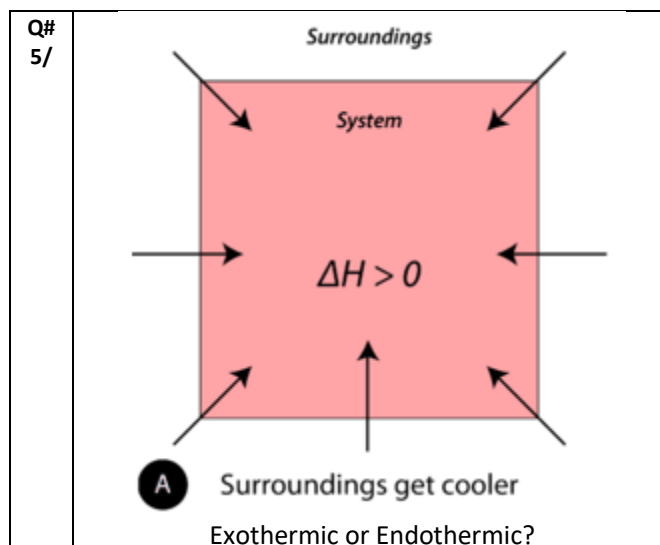 Q#
5/
Surroundings
System
ΔH > 0
A Surroundings get cooler
Exothermic or Endothermic?